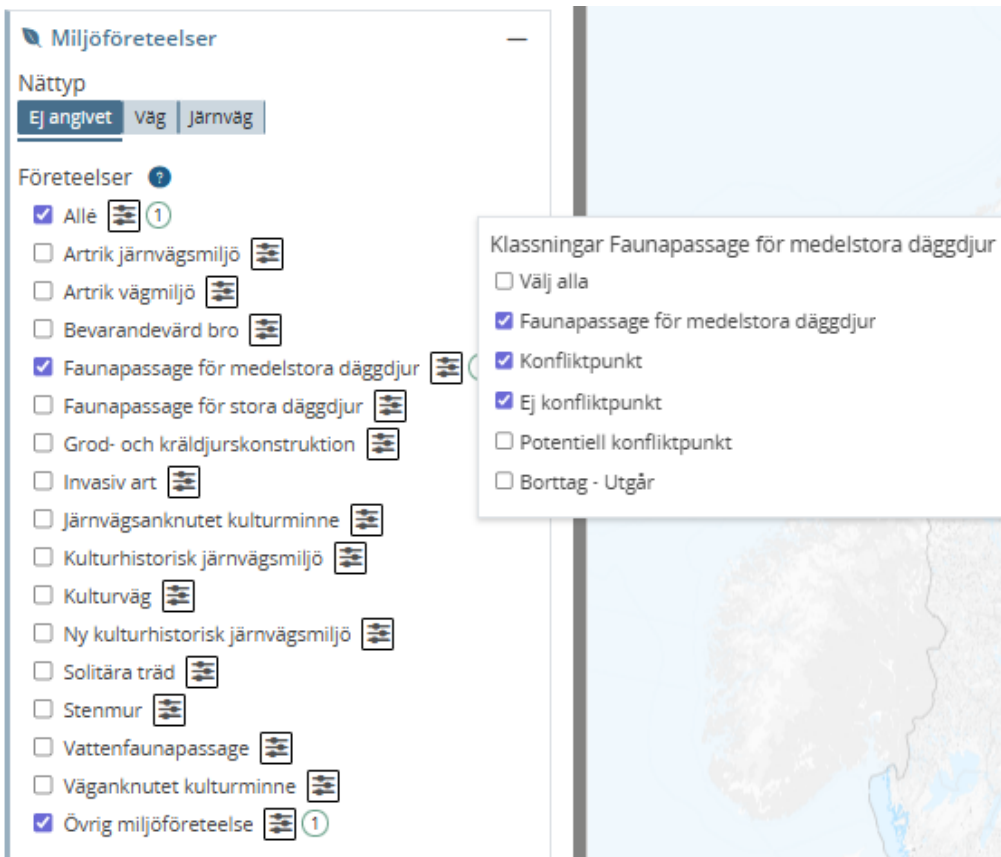 Miljöföreteelser
Nättyp
Ej angivet Väg Järnväg
Företeelser ?
Allé 1
Artrik järnvägsmiljö
Artrik vägmiljö
Bevarandevärd bro
Faunapassage för medelstora däggdjur
Faunapassage för stora däggdjur
Grod- och kräldjurskonstruktion
Invasiv art
Järnvägsanknutet kulturminne
Kulturhistorisk järnvägsmiljö
Kulturväg
Ny kulturhistorisk järnvägsmiljö
Solitära träd
Stenmur
Vattenfaunapassage
Väganknutet kulturminne
Övrig miljöföreteelse 1
Klassningar Faunapassage för medelstora däggdjur
Välj alla
Faunapassage för medelstora däggdjur
Konfliktpunkt
Ej konfliktpunkt
Potentiell konfliktpunkt
Borttag - Utgår